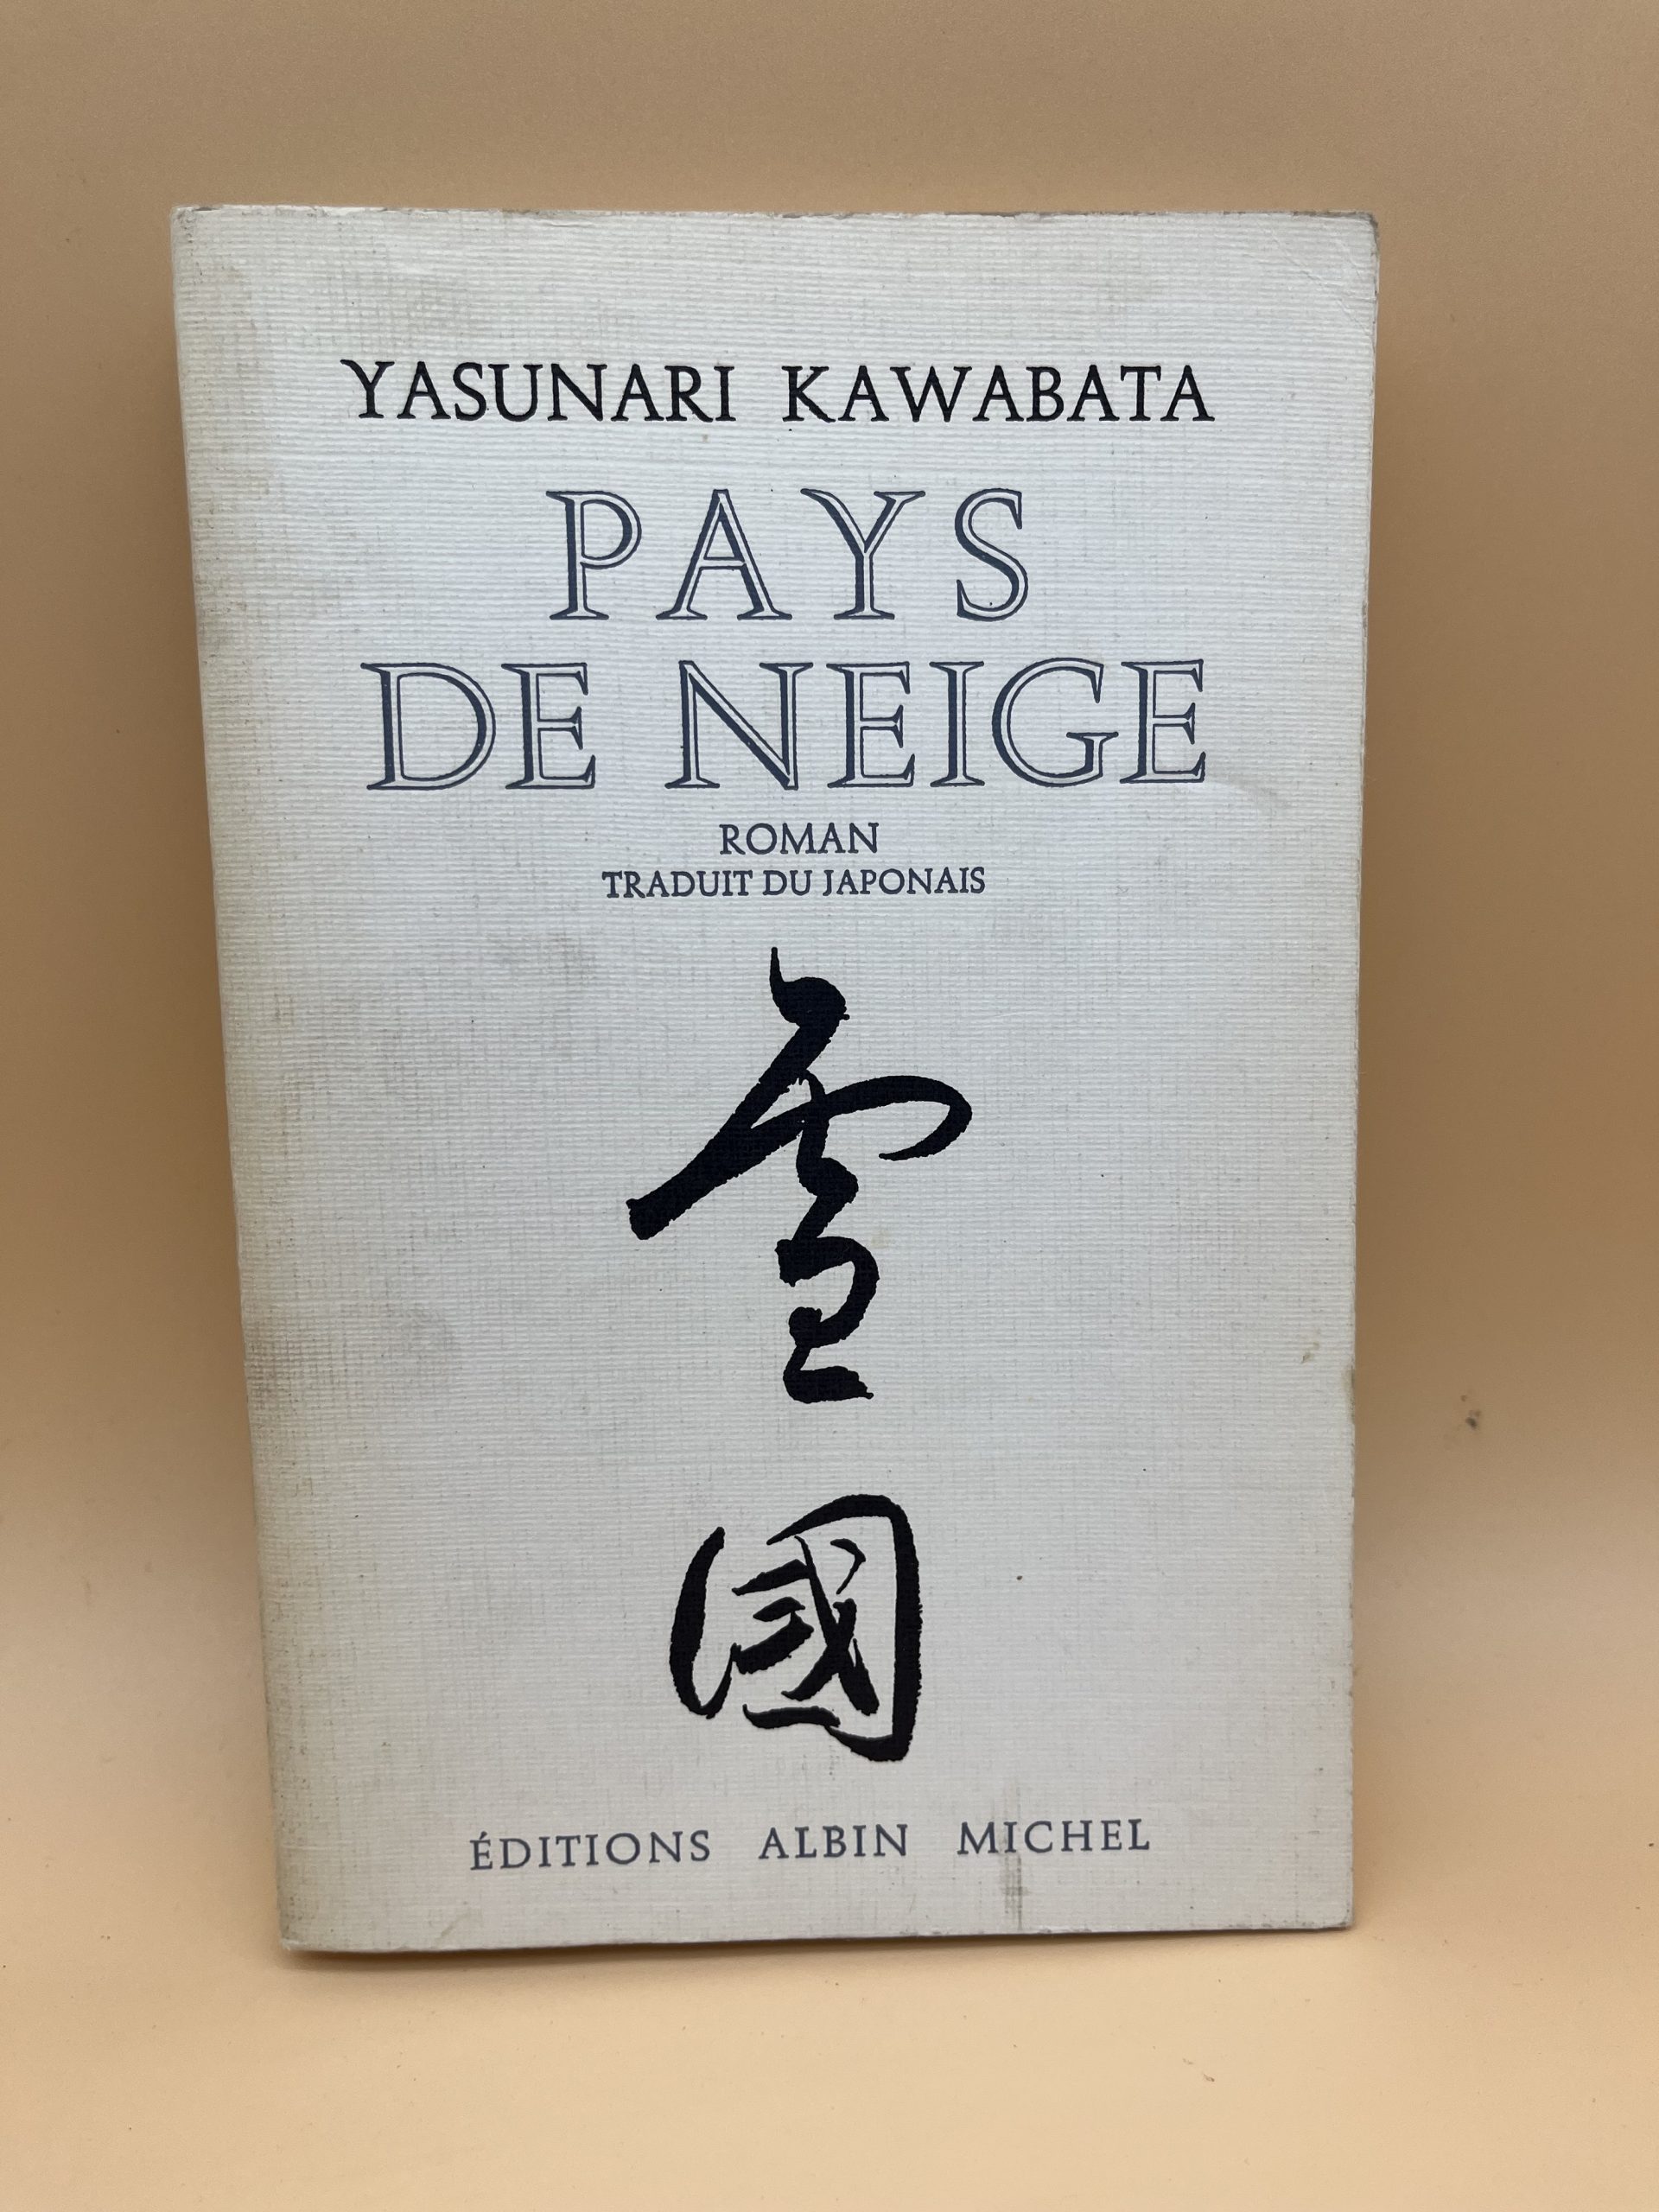 YASUNARI KAWABATA
PAYS
DE NEIGE
ROMAN
TRADUIT DU JAPONAIS
雪
國
ÉDITIONS ALBIN MICHEL